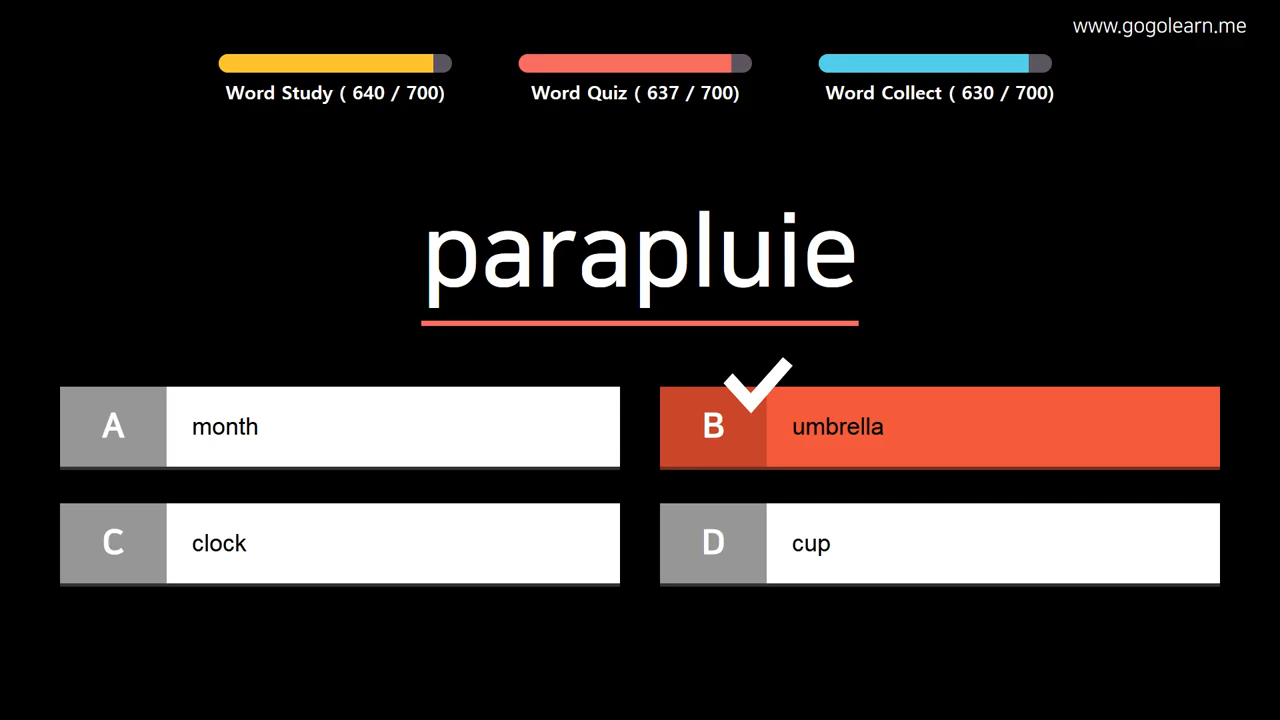 www.gogolearn.me
Word Study ( 640 / 700)
Word Quiz ( 637 / 700)
Word Collect ( 630 / 700)
parapluie
A month
B umbrella
C clock
D cup